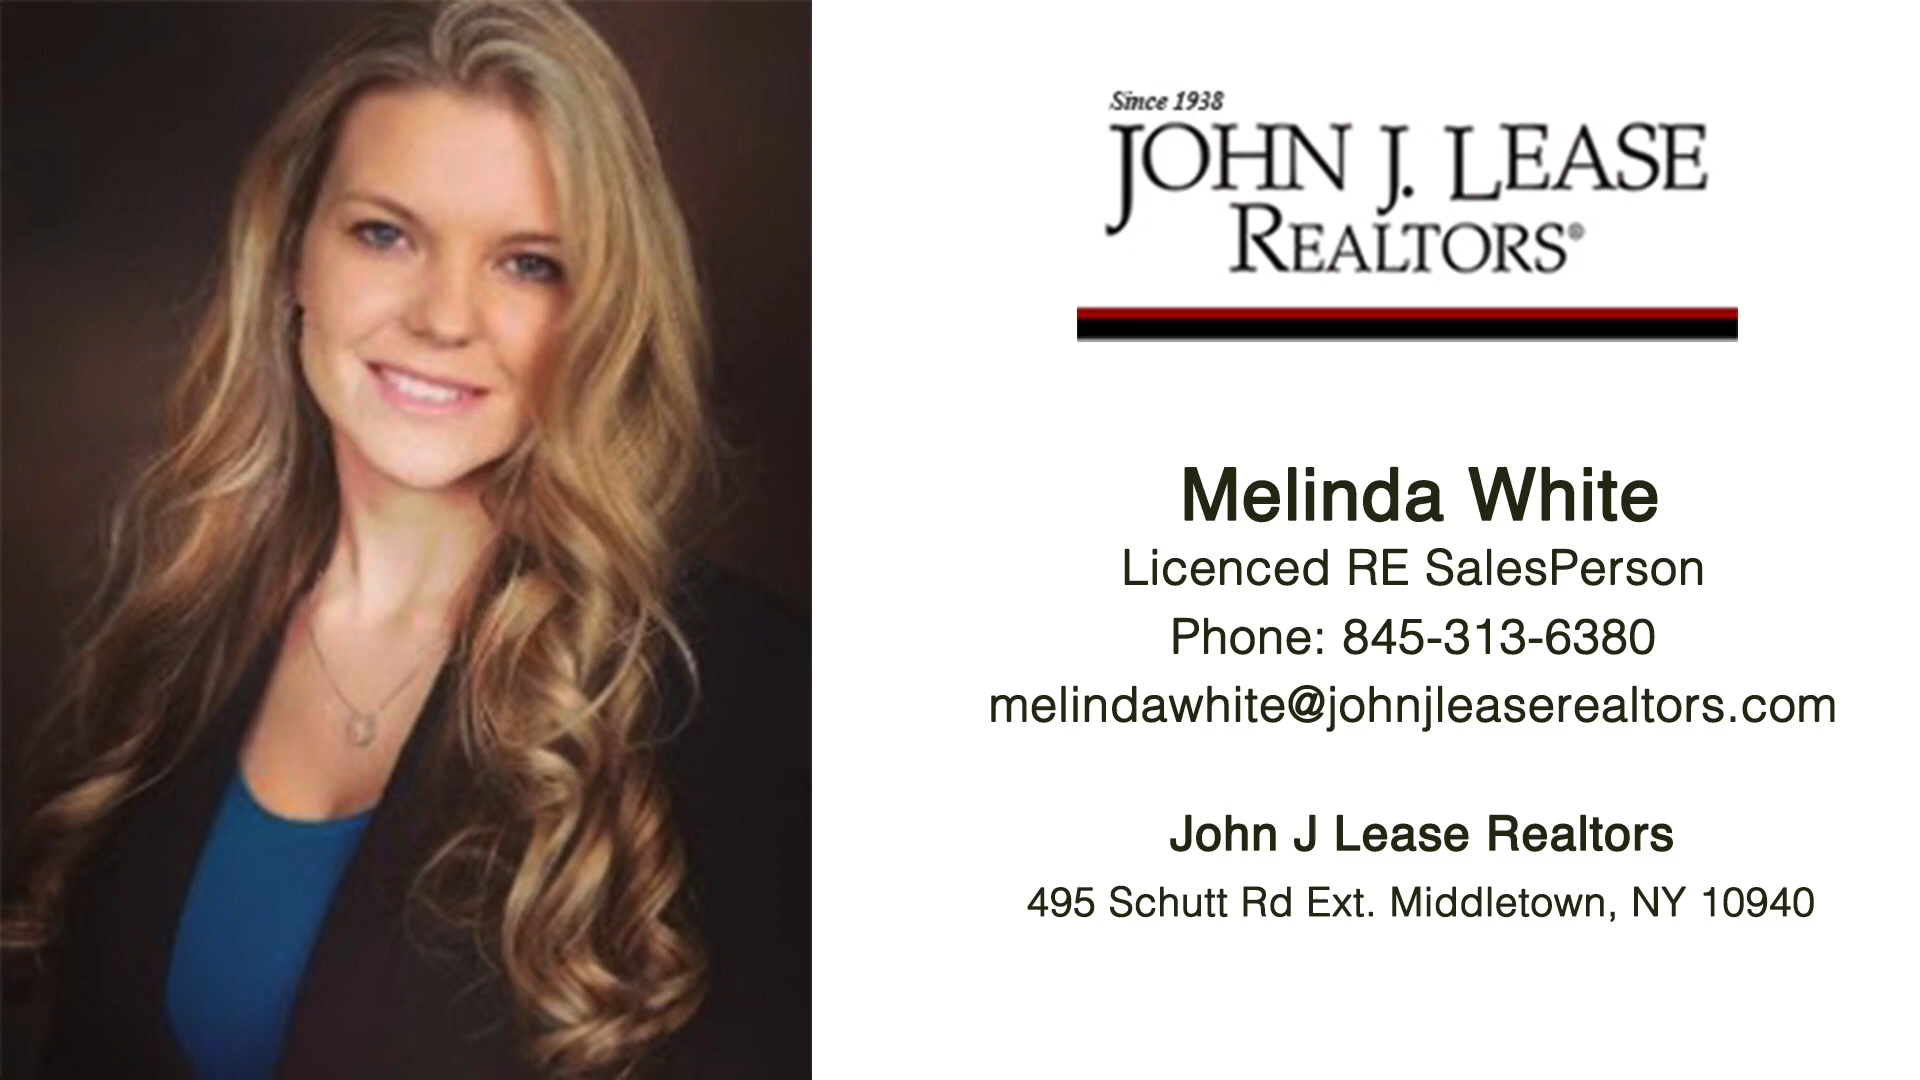 Since 1938
JOHN J. LEASE
REALTORS®
Melinda White
Licenced RE SalesPerson
Phone: 845-313-6380
melindawhite@johnjleaserealtors.com
John J Lease Realtors
495 Schutt Rd Ext. Middletown, NY 10940